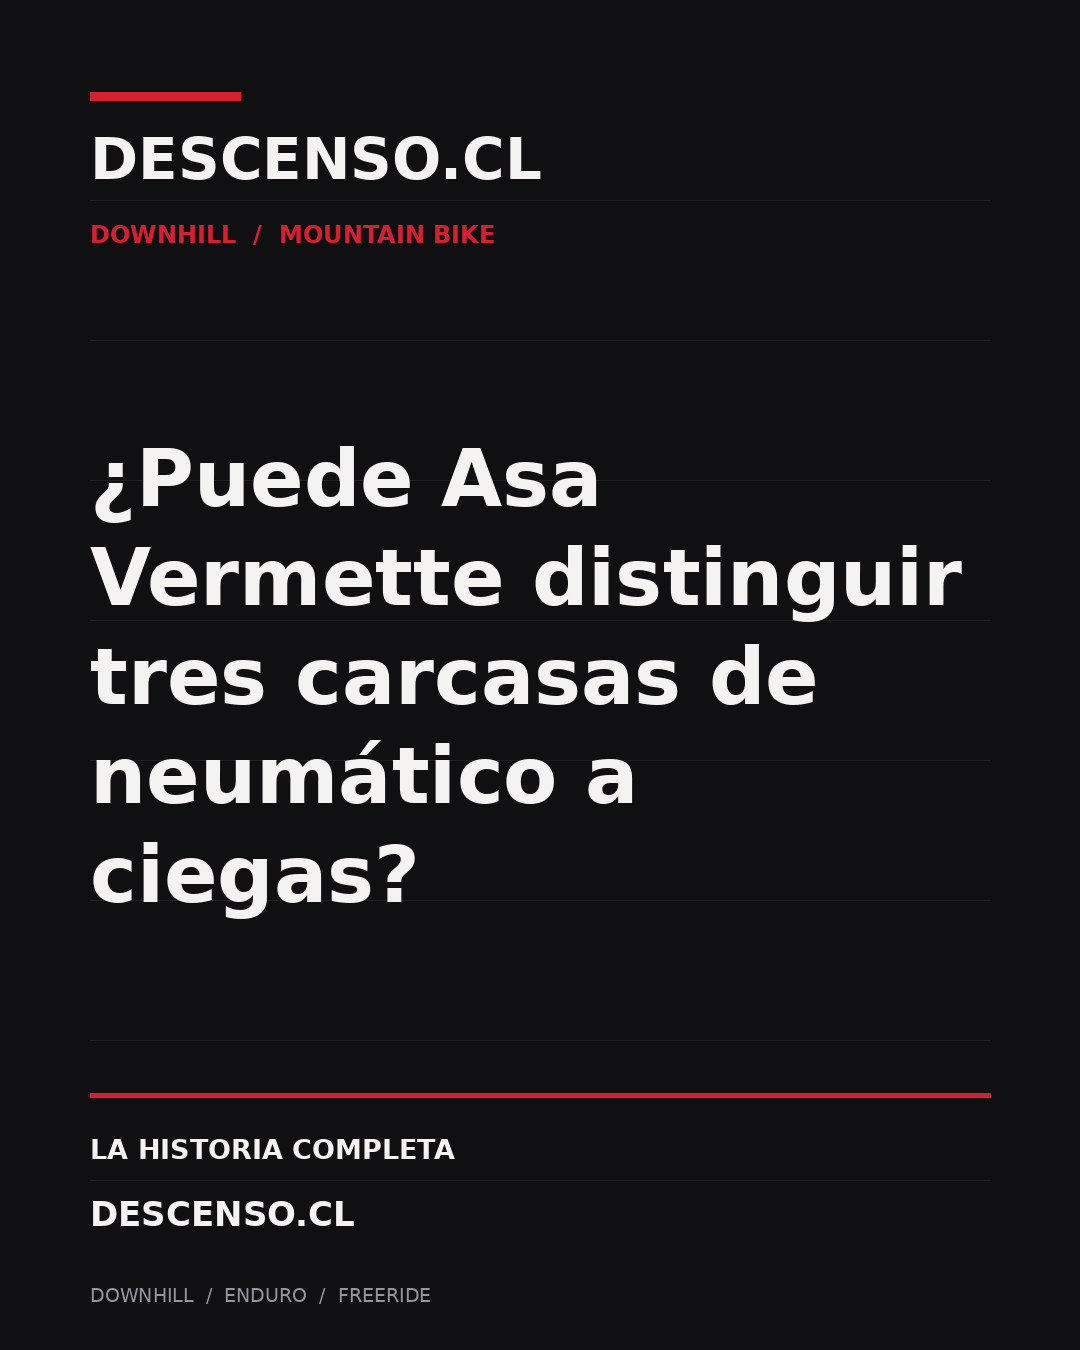 DESCENSO.CL
DOWNHILL / MOUNTAIN BIKE
¿Puede Asa
Vermette distinguir
tres carcasas de
neumático a
ciegas?
LA HISTORIA COMPLETA
DESCENSO.CL
DOWNHILL / ENDURO / FREERIDE